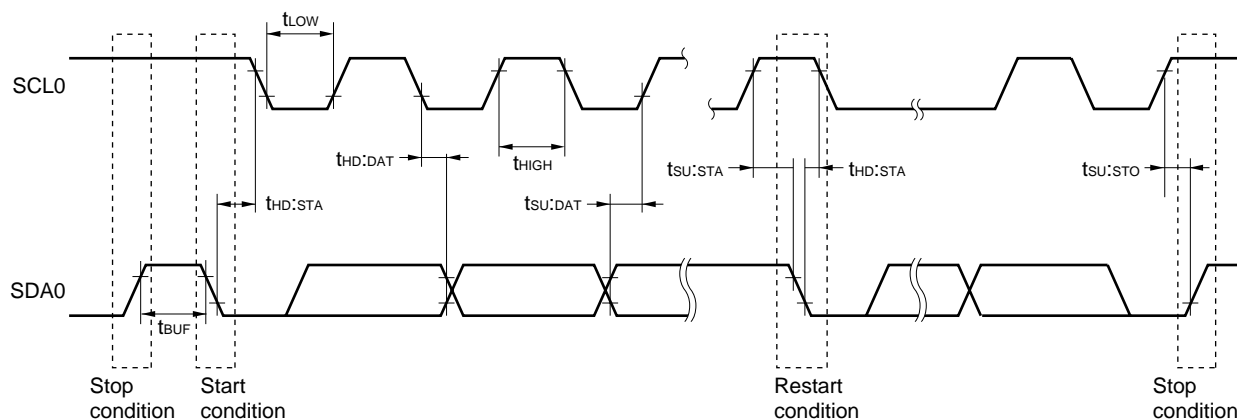 tLOW
SCL0
tHD:DAT
tHIGH
tSU:STA
tHD:STA
tSU:STO
tHD:STA
tSU:DAT
SDA0
tBUF
Stop
condition
Start
condition
Restart
condition
Stop
condition